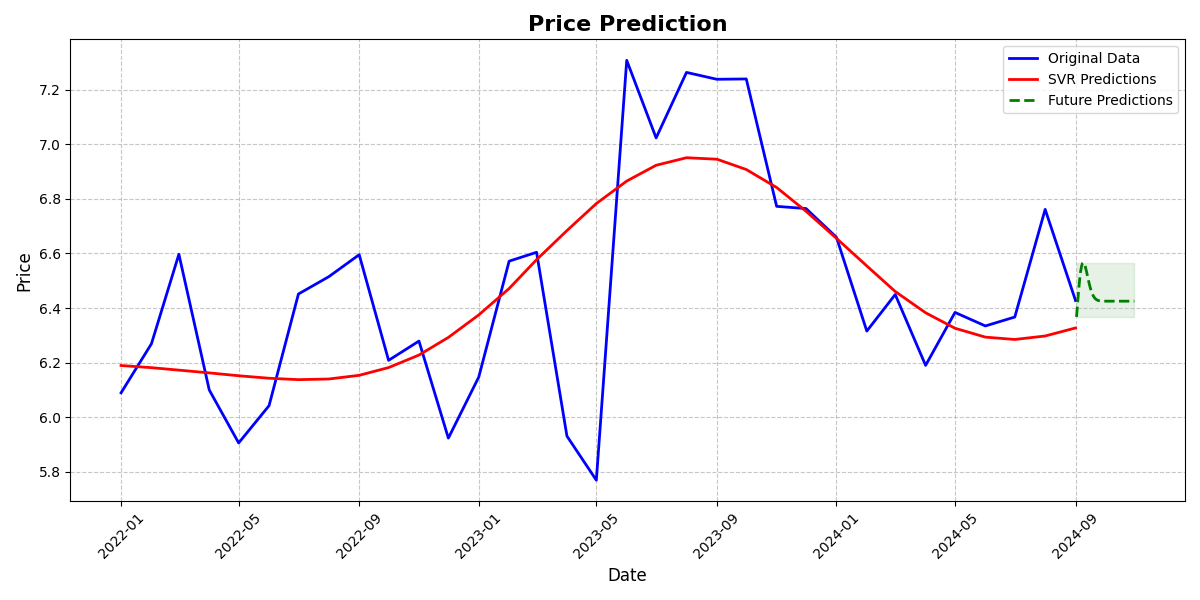 Price Prediction
Original Data
SVR Predictions
Future Predictions
Price
7.2
7.0
6.8
6.6
6.4
6.2
6.0
5.8
2022-01
2022-05
2022-09
2023-01
2023-05
2023-09
2024-01
2024-05
2024-09
Date